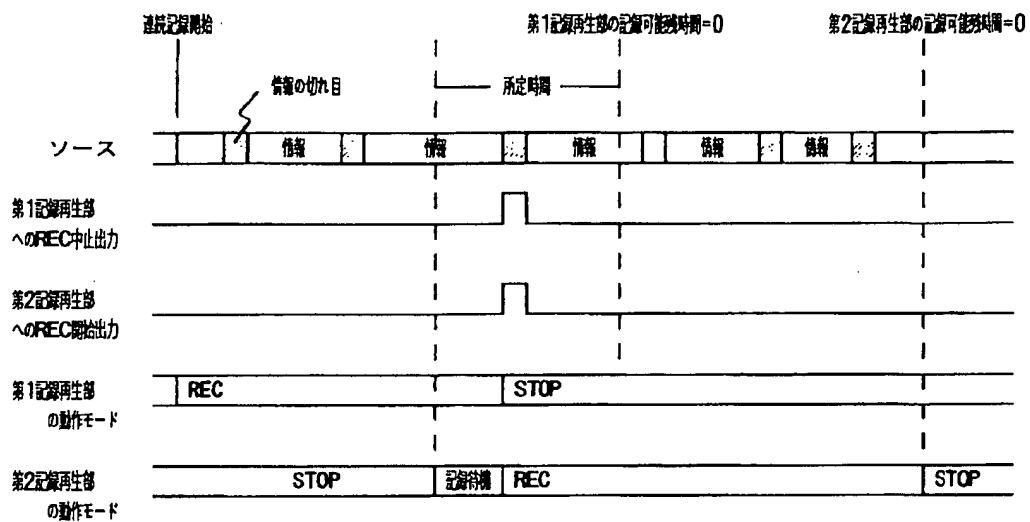 連続記録開始
第1記録再生部の記録可能残時間=0
第2記録再生部の記録可能残時間=0
情報の切れ目
所定時間
ソース
情報
情報
情報
情報
情報
第1記録再生部
へのREC中止出力
第2記録再生部
へのREC開始出力
第1記録再生部
の動作モード
REC
STOP
第2記録再生部
の動作モード
STOP
記録待機
REC
STOP